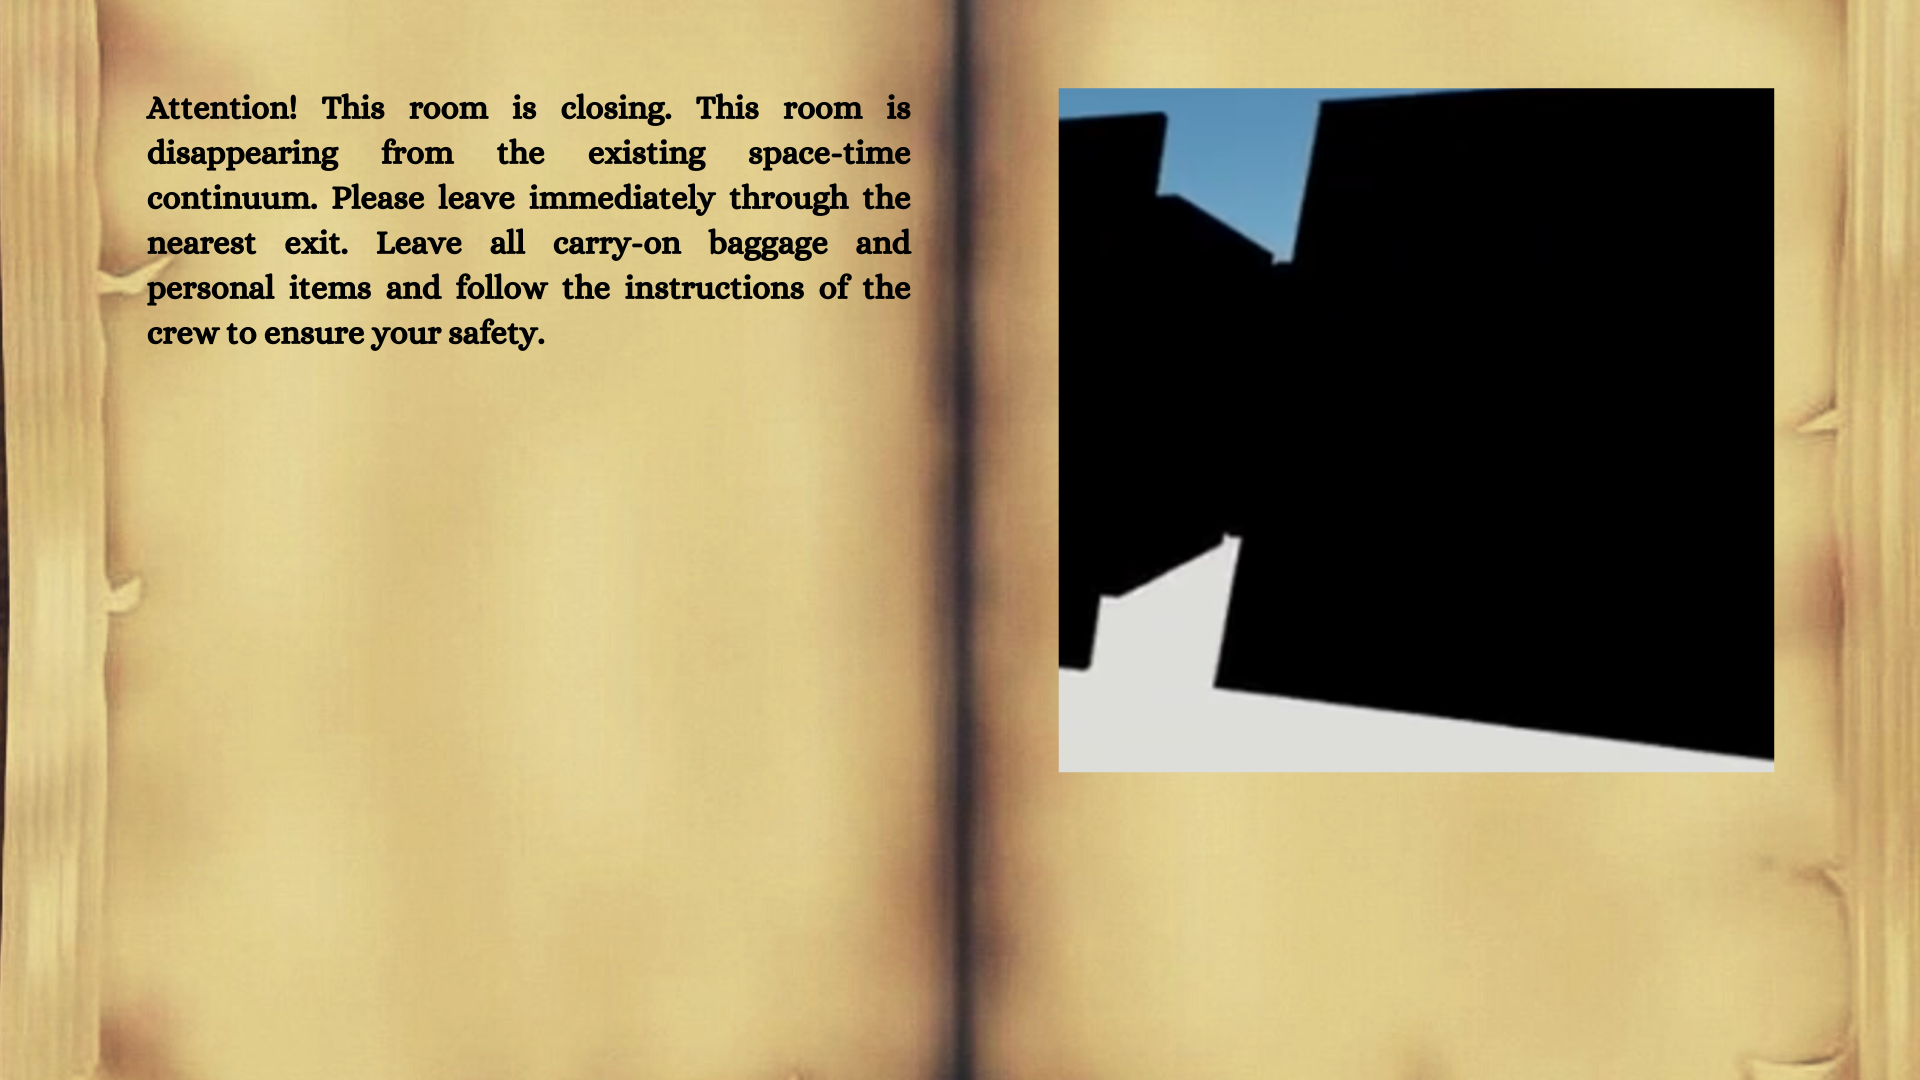 Attention! This room is closing. This room is
disappearing from the existing space-time
continuum. Please leave immediately through the
nearest exit. Leave all carry-on baggage and
personal items and follow the instructions of the
crew to ensure your safety.